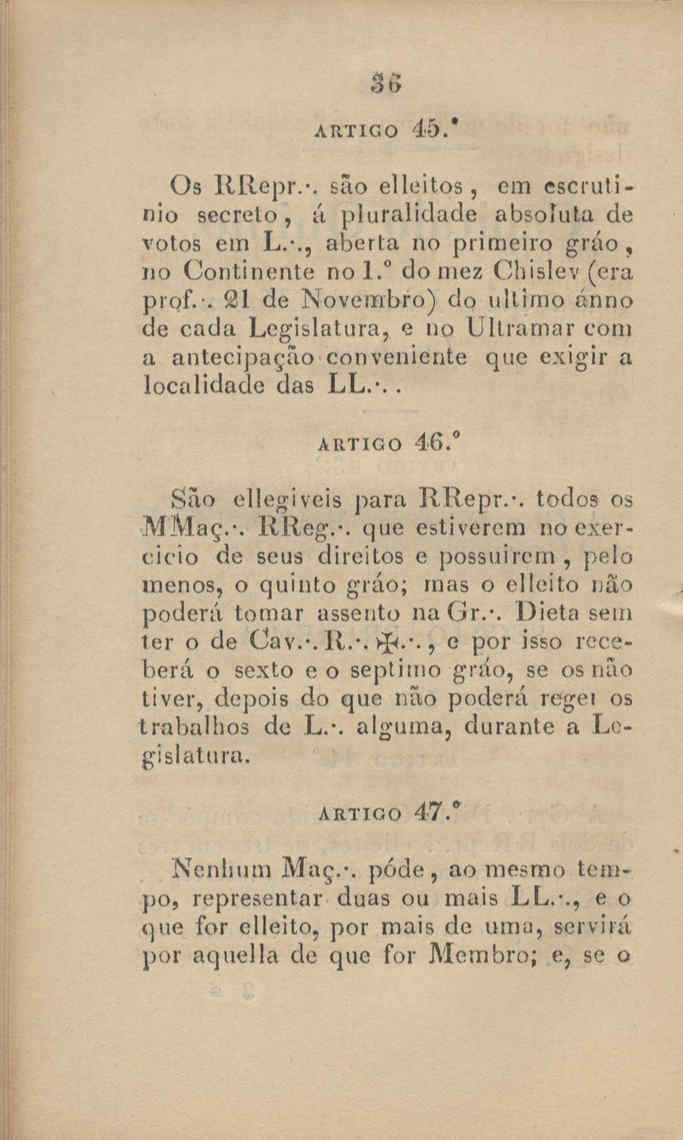 36
ARTIGO 45.º
Os RRepr.·. são elleitos, em escruti-
nio secreto, á pluralidade absoluta de
votos em L.·., aberta no primeiro gráo,
no Continente no 1.º do mez Chislev (era
prof.·. 21 de Novembro) do ultimo ánno
de cada Legislatura, e no Ultramar com
a antecipação conveniente que exigir a
localidade das LL.·. .
ARTIGO 46.º
São ellegiveis para RRepr.·. todos os
MMaç.·. RReg.·. que estiverem no exer-
cicio de seus direitos e possuirem, pelo
menos, o quinto gráo; mas o elleito não
poderá tomar assento na Gr.·. Dieta sem
ter o de Cav.·. R.·. ✠.·., e por isso rece-
berá o sexto e o septimo gráo, se os não
tiver, depois do que não poderá reger os
trabalhos de L.·. alguma, durante a Le-
gislatura.
ARTIGO 47.º
Nenhum Maç.·. póde, ao mesmo tem-
po, representar duas ou mais LL.·., e o
que for elleito, por mais de uma, servirá
por aquella de que for Membro; e, se o